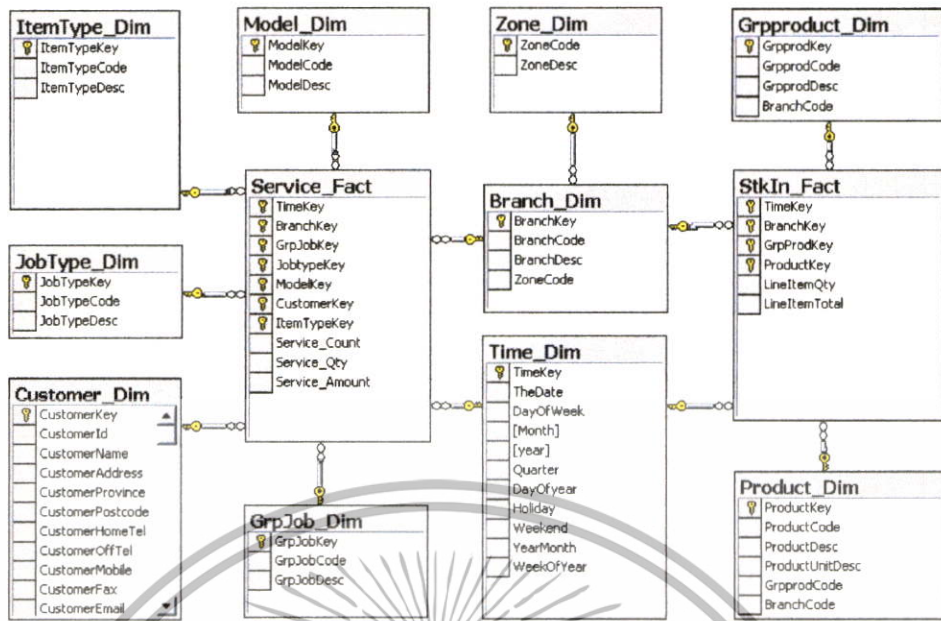 ItemType_Dim
ItemTypeKey
ItemTypeCode
ItemTypeDesc
Model_Dim
ModelKey
ModelCode
ModelDesc
Zone_Dim
ZoneCode
ZoneDesc
Grpproduct_Dim
GrpprodKey
GrpprodCode
GrpprodDesc
BranchCode
Service_Fact
TimeKey
BranchKey
GrpJobKey
JobtypeKey
ModelKey
CustomerKey
ItemTypeKey
Service_Count
Service_Qty
Service_Amount
Branch_Dim
BranchKey
BranchCode
BranchDesc
ZoneCode
StkIn_Fact
TimeKey
BranchKey
GrpProdKey
ProductKey
LineItemQty
LineItemTotal
JobType_Dim
JobTypeKey
JobTypeCode
JobTypeDesc
Time_Dim
TimeKey
TheDate
DayOfWeek
[Month]
[year]
Quarter
DayOfyear
Holiday
Weekend
YearMonth
WeekOfYear
Customer_Dim
CustomerKey
CustomerId
CustomerName
CustomerAddress
CustomerProvince
CustomerPostcode
CustomerHomeTel
CustomerOffTel
CustomerMobile
CustomerFax
CustomerEmail
GrpJob_Dim
GrpJobKey
GrpJobCode
GrpJobDesc
Product_Dim
ProductKey
ProductCode
ProductDesc
ProductUnitDesc
GrpprodCode
BranchCode